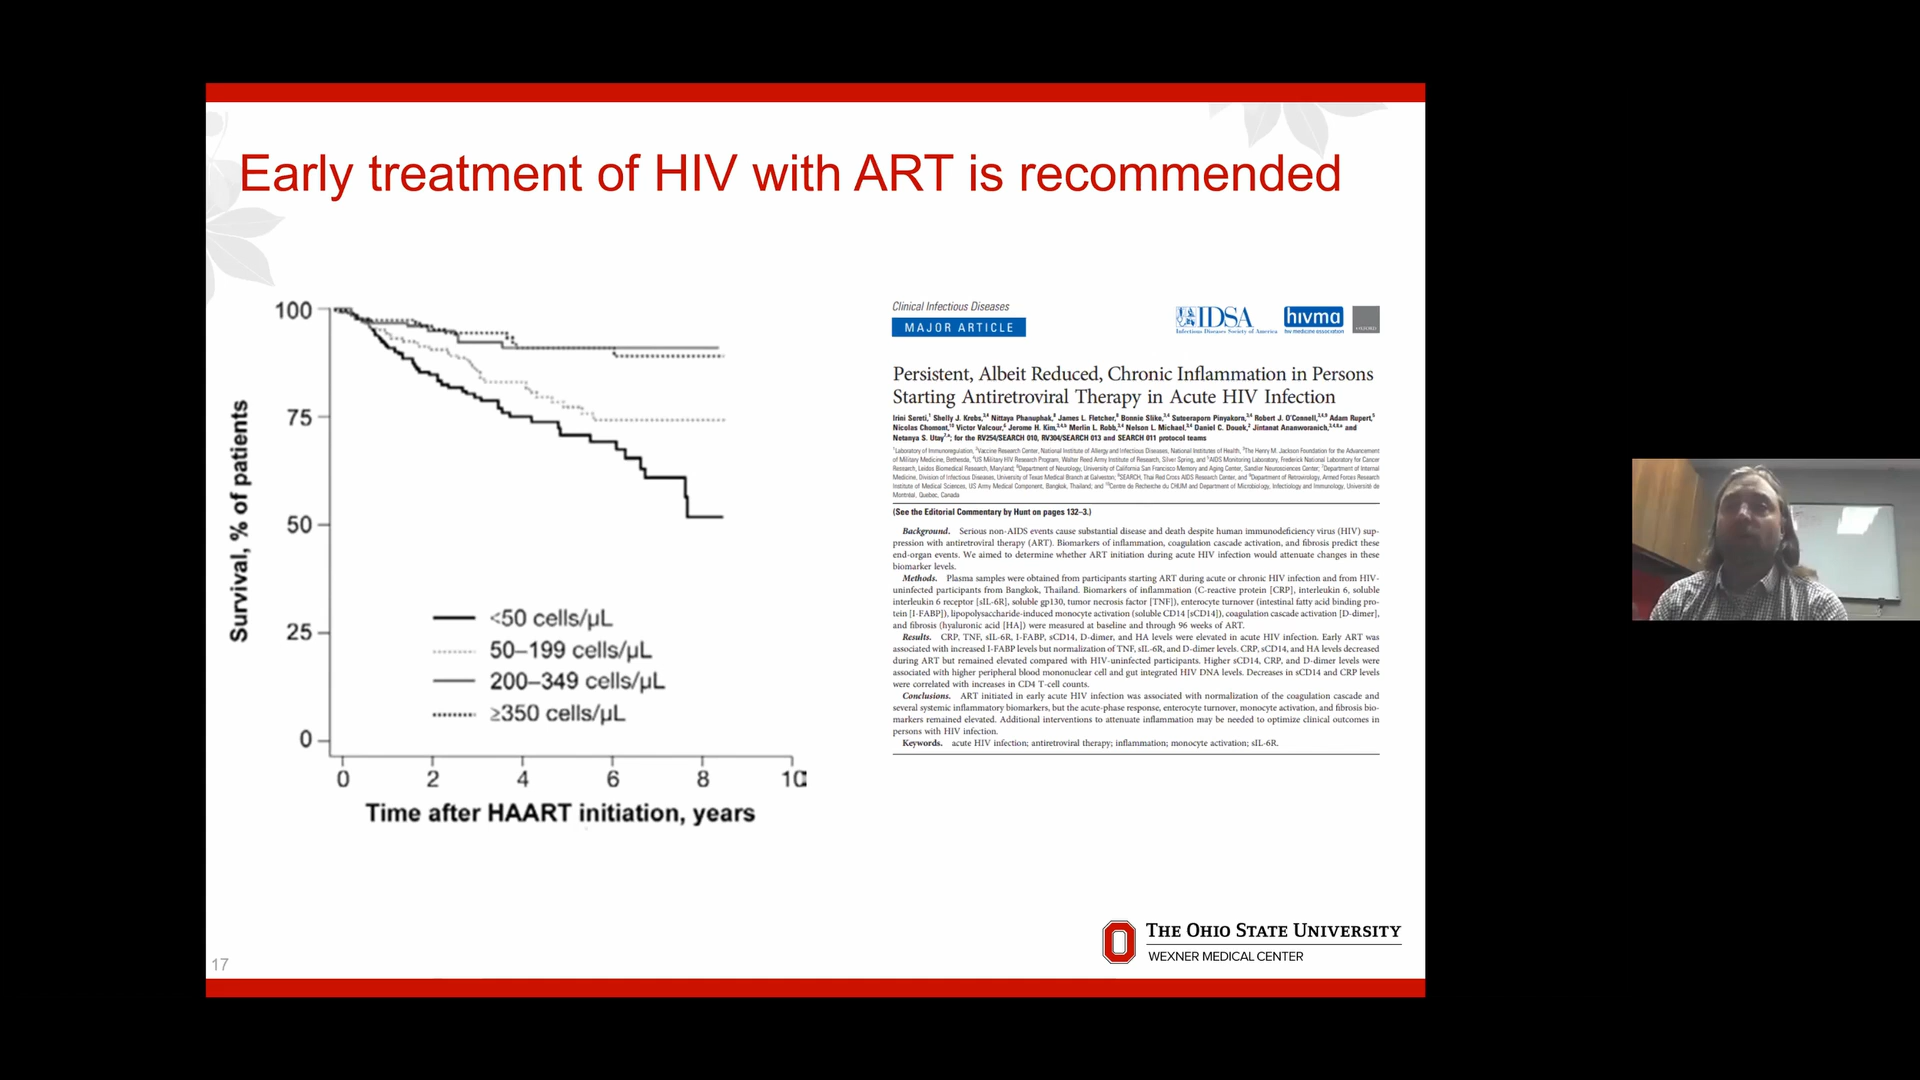 Early treatment of HIV with ART is recommended
100
75
50
25
0
Survival, % of patients
<50 cells/µL
50–199 cells/µL
200–349 cells/µL
≥350 cells/µL
0 2 4 6 8 10
Time after HAART initiation, years
Clinical Infectious Diseases
MAJOR ARTICLE
IDSA
Infectious Diseases Society of America
hivma
hiv medicine association
OXFORD
Persistent, Albeit Reduced, Chronic Inflammation in Persons
Starting Antiretroviral Therapy in Acute HIV Infection
Irini Sereti,1 Shelly J. Krebs,3,4 Nittaya Phanuphak,8 James L. Fletcher,8 Bonnie Slike,3,4 Suteeraporn Pinyakorn,3,4 Robert J. O'Connell,3,4,9 Adam Rupert,5
Nicolas Chomont,10 Victor Valcour,6 Jerome H. Kim,3,4,b Merlin L. Robb,3,4 Nelson L. Michael,3,4 Daniel C. Douek,2 Jintanat Ananworanich,3,4,8,a and
Netanya S. Utay7,a; for the RV254/SEARCH 010, RV304/SEARCH 013 and SEARCH 011 protocol teams
1Laboratory of Immunoregulation, 2Vaccine Research Center, National Institute of Allergy and Infectious Diseases, National Institutes of Health, 3The Henry M. Jackson Foundation for the Advancement
of Military Medicine, Bethesda, 4US Military HIV Research Program, Walter Reed Army Institute of Research, Silver Spring, and 5AIDS Monitoring Laboratory, Frederick National Laboratory for Cancer
Research, Leidos Biomedical Research, Maryland; 6Department of Neurology, University of California San Francisco Memory and Aging Center, Sandler Neurosciences Center; 7Department of Internal
Medicine, Division of Infectious Diseases, University of Texas Medical Branch at Galveston; 8SEARCH, Thai Red Cross AIDS Research Center, and 9Department of Retrovirology, Armed Forces Research
Institute of Medical Sciences, US Army Medical Component, Bangkok, Thailand; and 10Centre de Recherche du CHUM and Department of Microbiology, Infectiology and Immunology, Université de
Montréal, Quebec, Canada
(See the Editorial Commentary by Hunt on pages 132–3.)
Background. Serious non-AIDS events cause substantial disease and death despite human immunodeficiency virus (HIV) sup-
pression with antiretroviral therapy (ART). Biomarkers of inflammation, coagulation cascade activation, and fibrosis predict these
end-organ events. We aimed to determine whether ART initiation during acute HIV infection would attenuate changes in these
biomarker levels.
Methods. Plasma samples were obtained from participants starting ART during acute or chronic HIV infection and from HIV-
uninfected participants from Bangkok, Thailand. Biomarkers of inflammation (C-reactive protein [CRP], interleukin 6, soluble
interleukin 6 receptor [sIL-6R], soluble gp130, tumor necrosis factor [TNF]), enterocyte turnover (intestinal fatty acid binding pro-
tein [I-FABP]), lipopolysaccharide-induced monocyte activation (soluble CD14 [sCD14]), coagulation cascade activation [D-dimer],
and fibrosis (hyaluronic acid [HA]) were measured at baseline and through 96 weeks of ART.
Results. CRP, TNF, sIL-6R, I-FABP, sCD14, D-dimer, and HA levels were elevated in acute HIV infection. Early ART was
associated with increased I-FABP levels but normalization of TNF, sIL-6R, and D-dimer levels. CRP, sCD14, and HA levels decreased
during ART but remained elevated compared with HIV-uninfected participants. Higher sCD14, CRP, and D-dimer levels were
associated with higher peripheral blood mononuclear cell and gut integrated HIV DNA levels. Decreases in sCD14 and CRP levels
were correlated with increases in CD4 T-cell counts.
Conclusions. ART initiated in early acute HIV infection was associated with normalization of the coagulation cascade and
several systemic inflammatory biomarkers, but the acute-phase response, enterocyte turnover, monocyte activation, and fibrosis bio-
markers remained elevated. Additional interventions to attenuate inflammation may be needed to optimize clinical outcomes in
persons with HIV infection.
Keywords. acute HIV infection; antiretroviral therapy; inflammation; monocyte activation; sIL-6R.
THE OHIO STATE UNIVERSITY
WEXNER MEDICAL CENTER
17